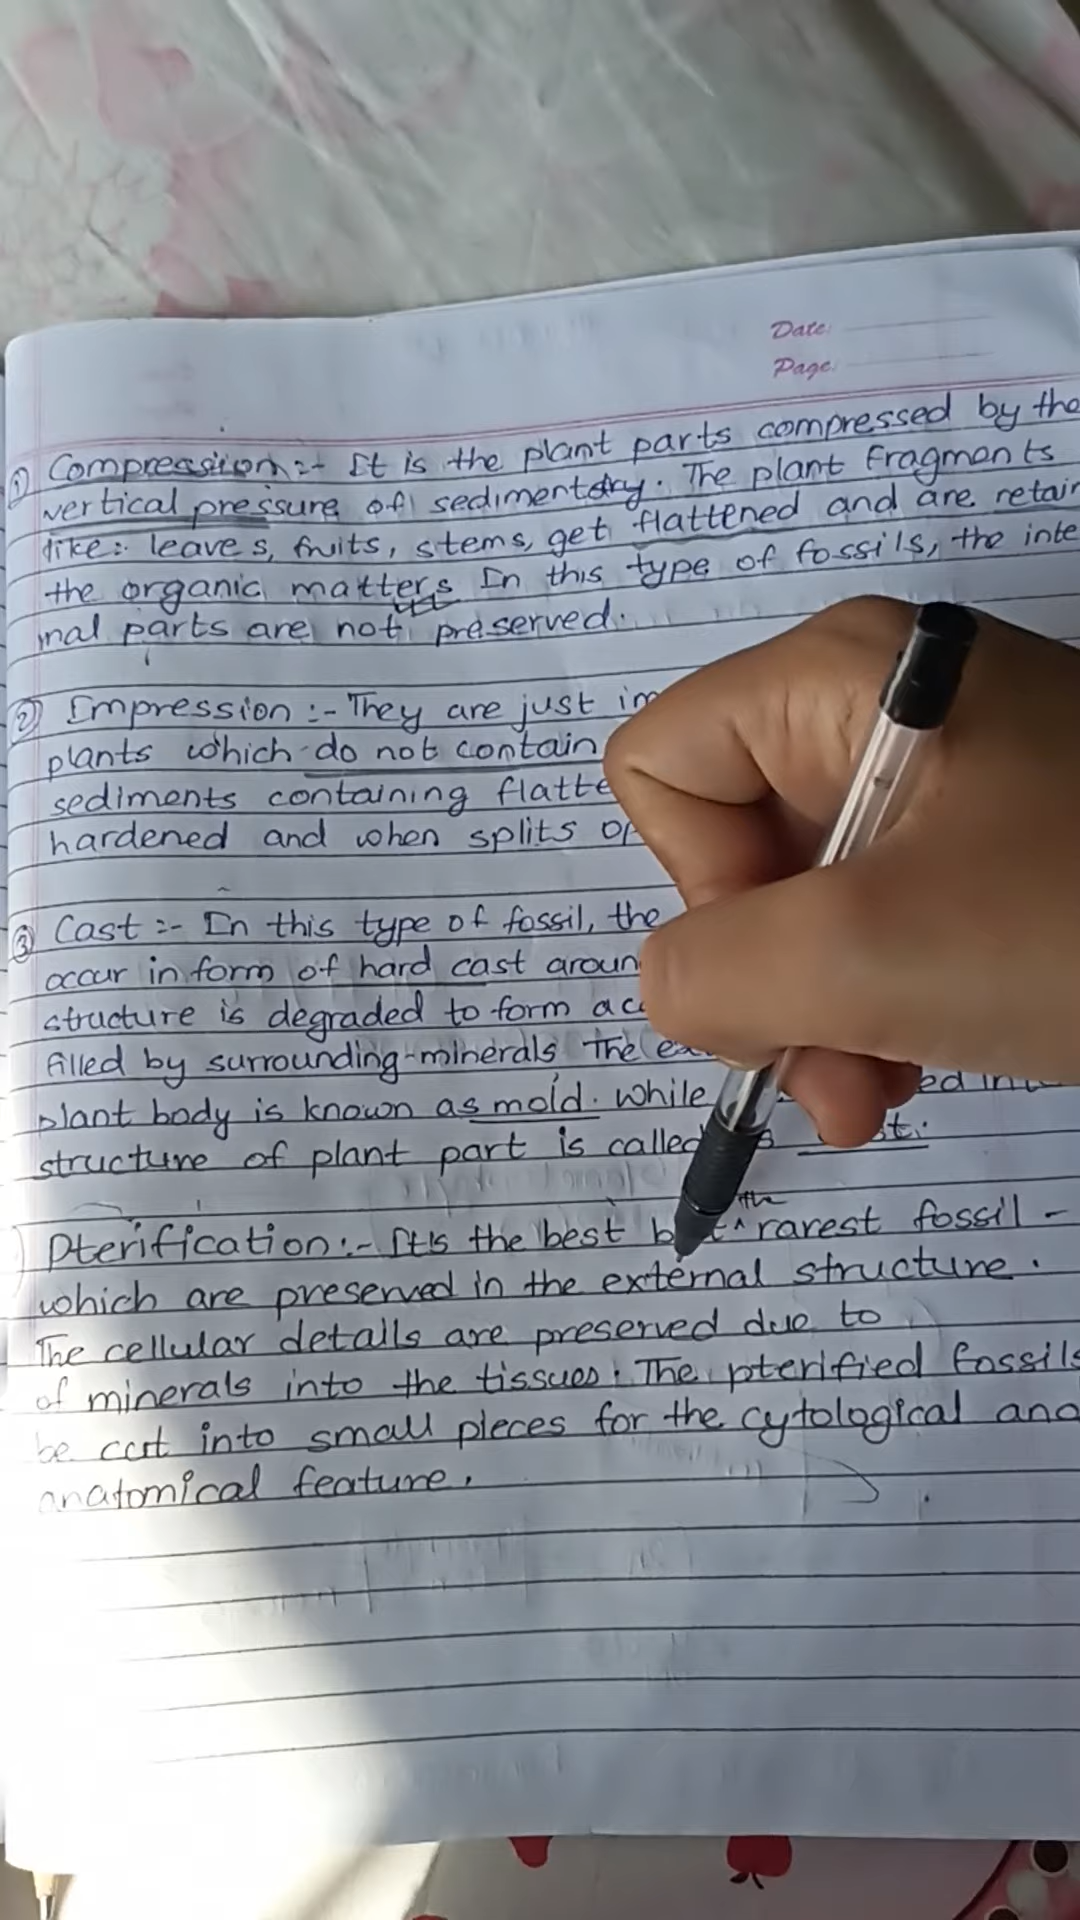 Date:
Page:
① Compression:- It is the plant parts compressed by the
vertical pressure of sedimentary. The plant fragments
like:- leaves, fruits, stems, get flattened and are retain
the organic matters In this type of fossils, the inte
rnal parts are not preserved.
② Impression :- They are just im
plants which do not contain
sediments containing flatte
hardened and when splits op
③ Cast :- In this type of fossil, the
occur in form of hard cast aroun
structure is degraded to form a c
filled by surrounding-minerals The ex
plant body is known as mold. While ed int
structure of plant part is called st.
Pterification:- It's the best but ^ the rarest fossil -
which are preserved in the external structure.
The cellular details are preserved due to
of minerals into the tissues. The pterified fossils
be cut into small pieces for the cytological and
anatomical feature.